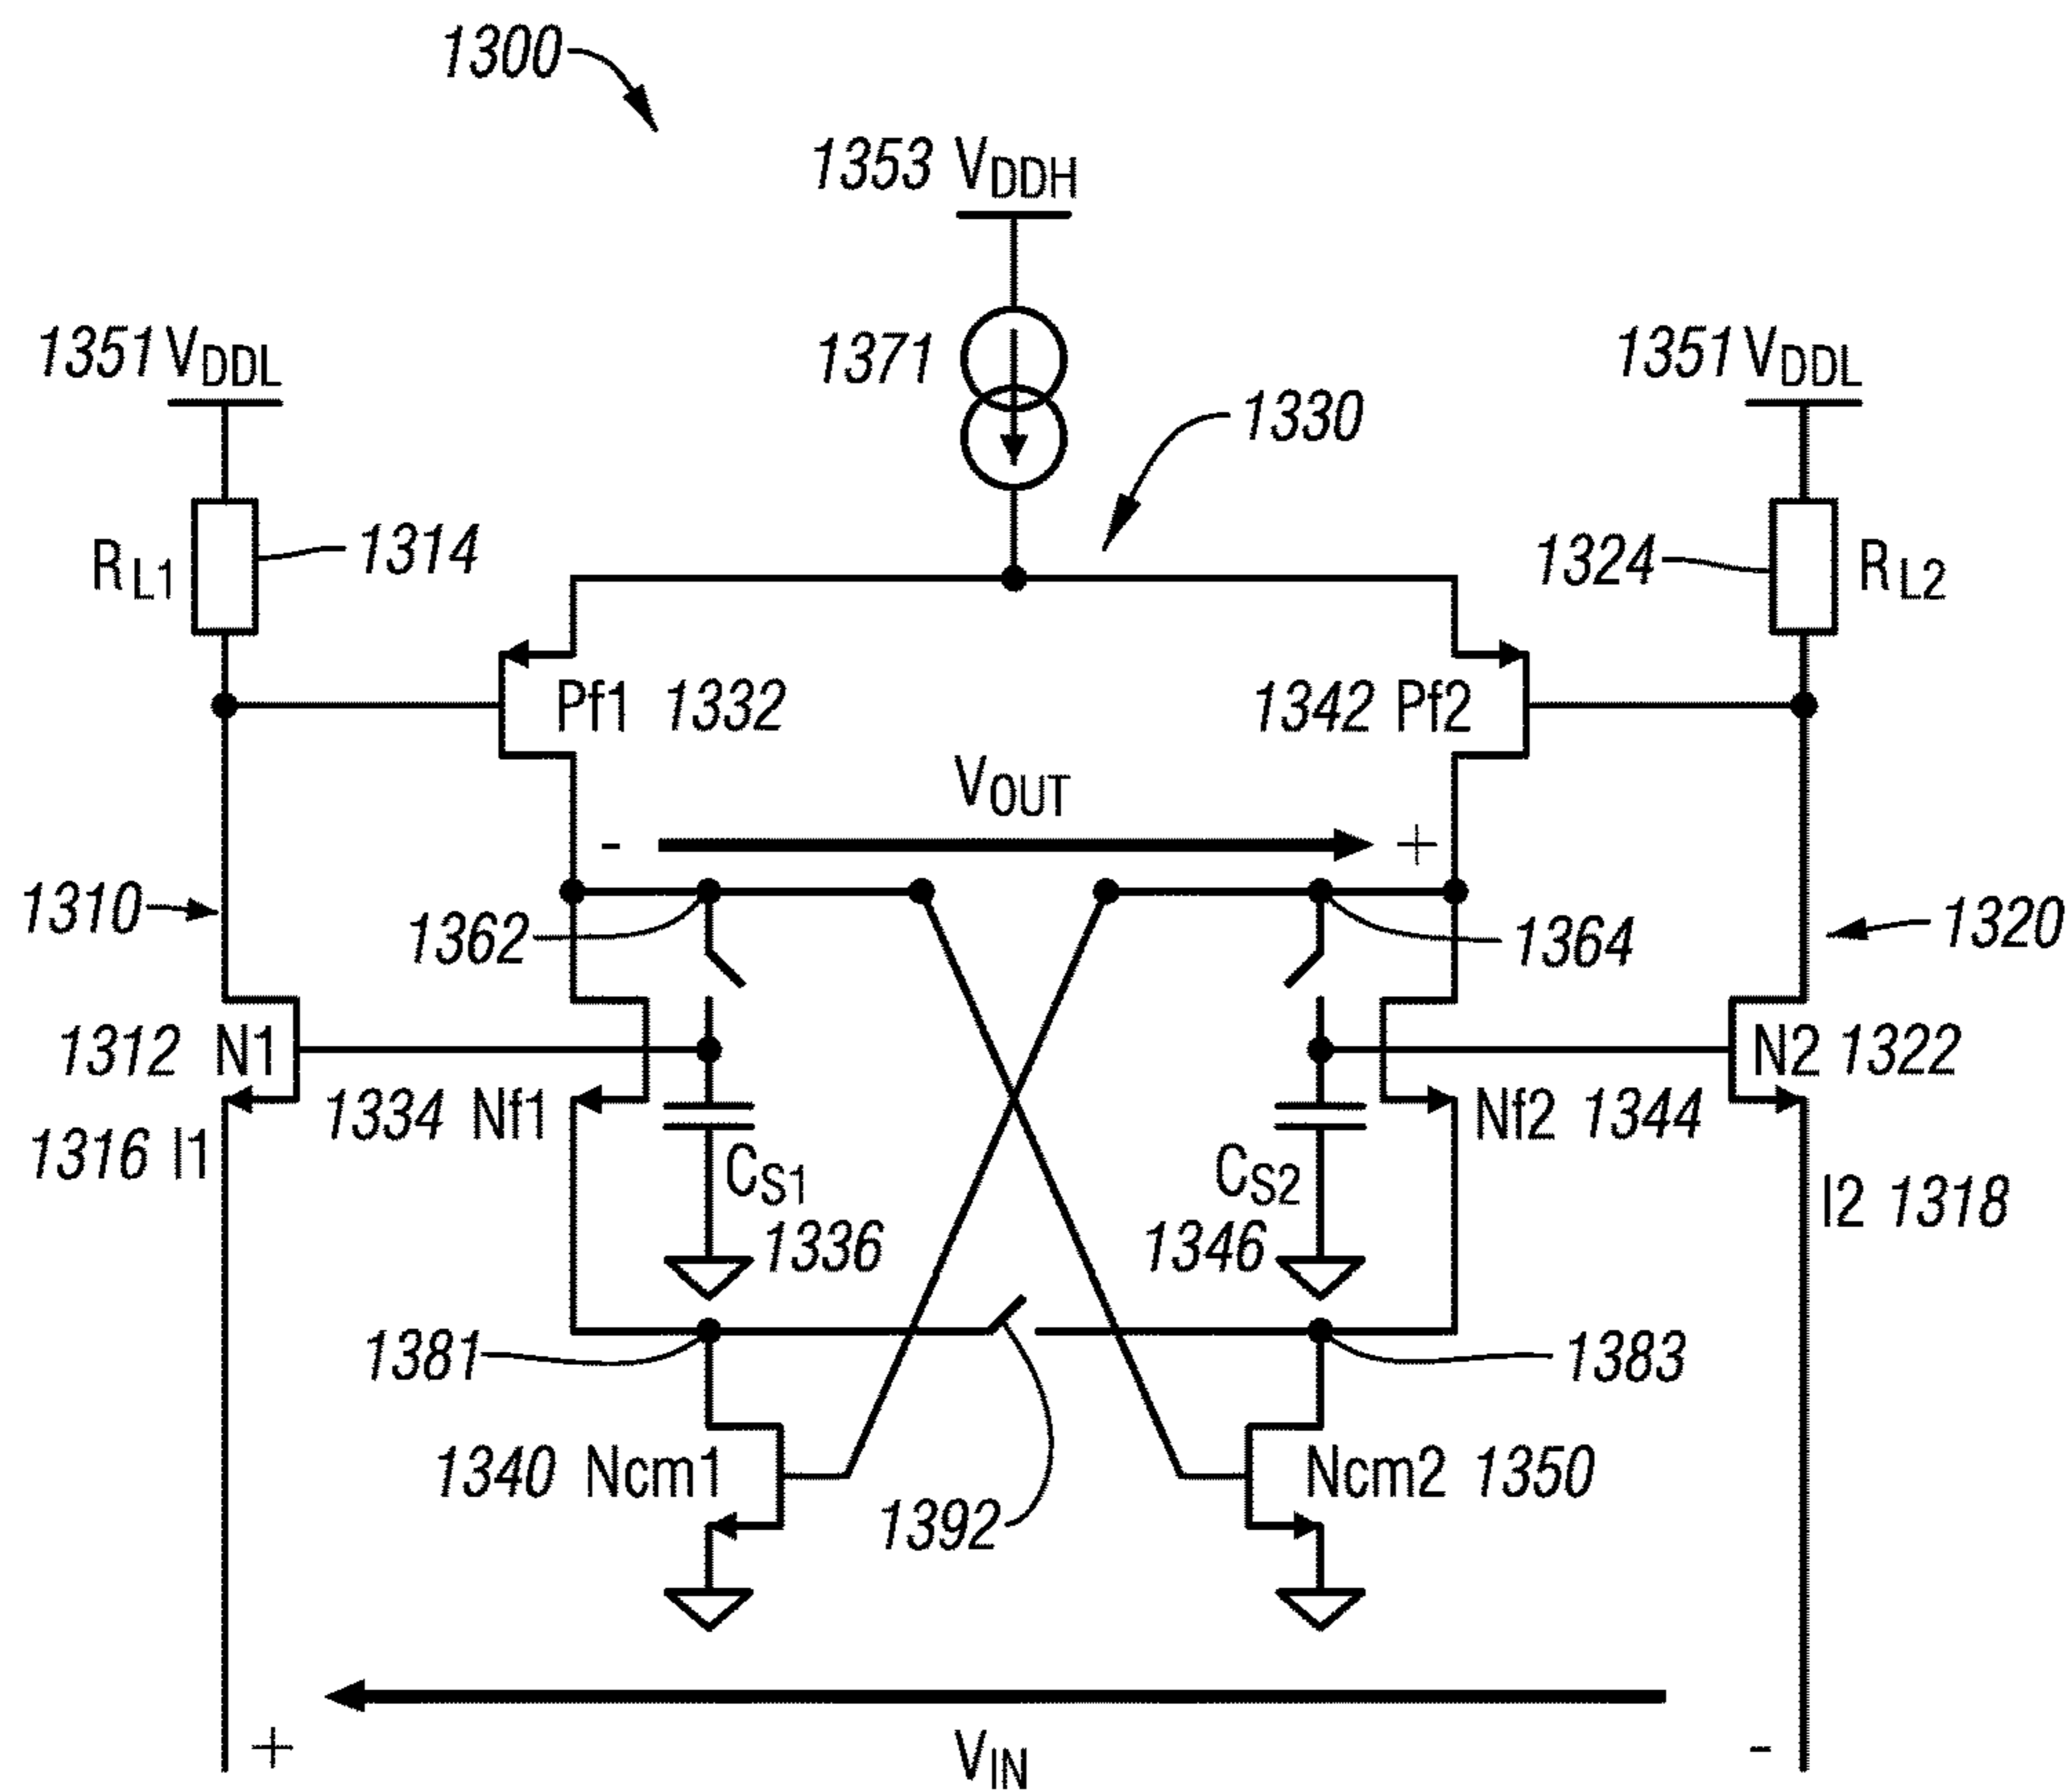 1300
1353 VDDH
1351 VDDL
1371
1351 VDDL
1330
RL1
1314
1324
RL2
Pf1 1332
1342 Pf2
VOUT
- +
1310
1362
1364
1320
1312 N1
N2 1322
1334 Nf1
Nf2 1344
1316 I1
CS1
CS2
I2 1318
1336
1346
1381
1383
1340 Ncm1
Ncm2 1350
1392
+ -
VIN